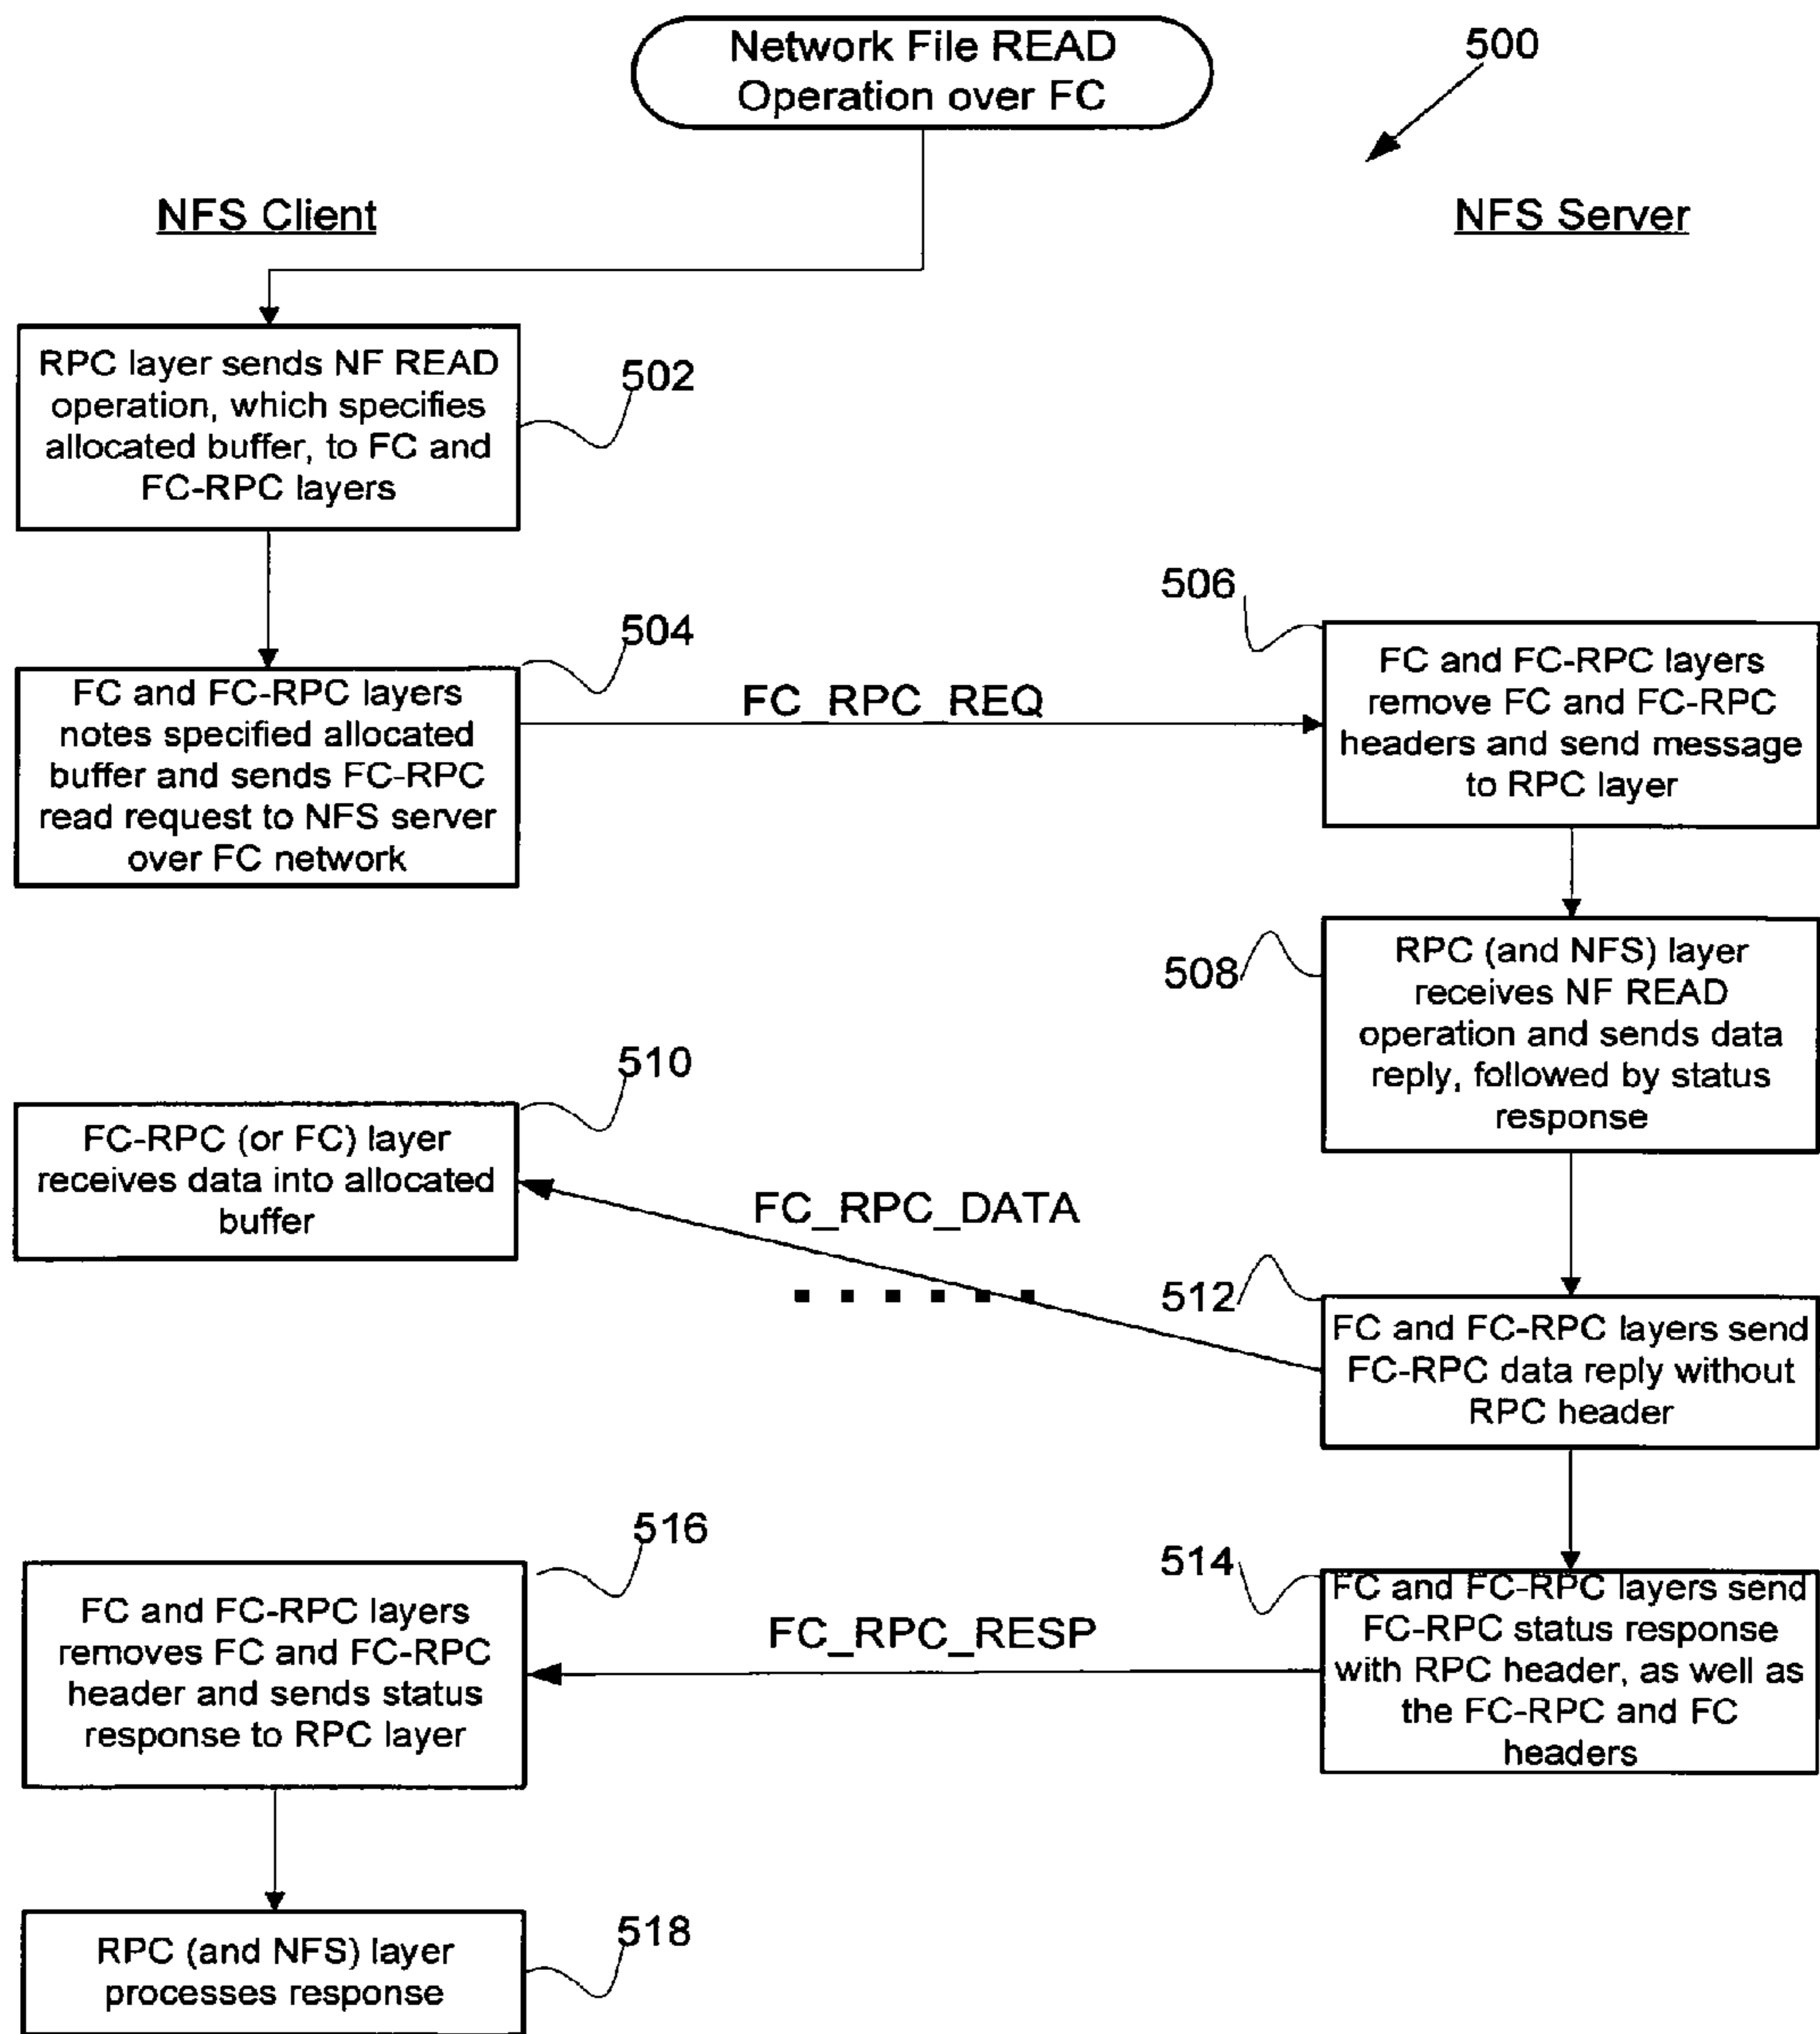 Network File READ
Operation over FC
500
NFS Client
NFS Server
RPC layer sends NF READ
operation, which specifies
allocated buffer, to FC and
FC-RPC layers
502
504
FC and FC-RPC layers
notes specified allocated
buffer and sends FC-RPC
read request to NFS server
over FC network
FC_RPC_REQ
506
FC and FC-RPC layers
remove FC and FC-RPC
headers and send message
to RPC layer
508
RPC (and NFS) layer
receives NF READ
operation and sends data
reply, followed by status
response
510
FC-RPC (or FC) layer
receives data into allocated
buffer
FC_RPC_DATA
512
FC and FC-RPC layers send
FC-RPC data reply without
RPC header
514
FC and FC-RPC layers send
FC-RPC status response
with RPC header, as well as
the FC-RPC and FC
headers
FC_RPC_RESP
516
FC and FC-RPC layers
removes FC and FC-RPC
header and sends status
response to RPC layer
RPC (and NFS) layer
processes response
518